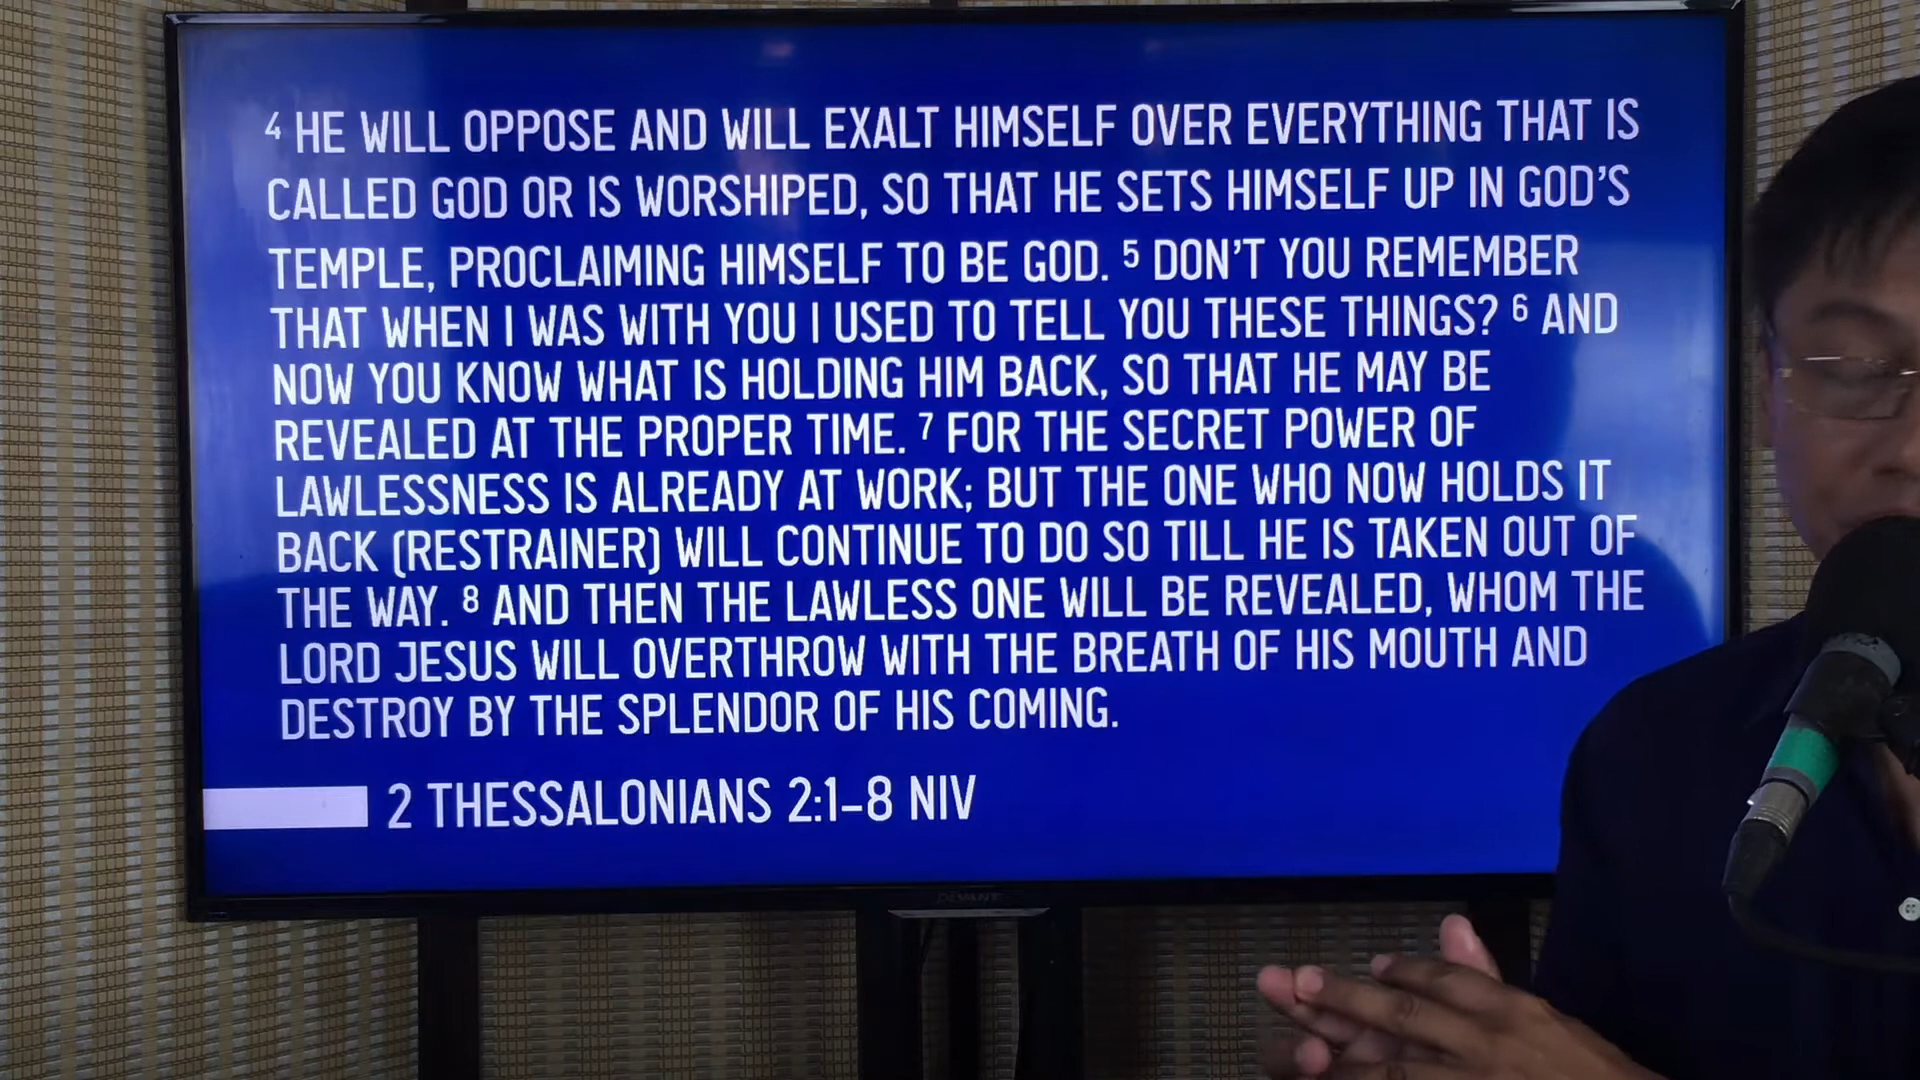 4 HE WILL OPPOSE AND WILL EXALT HIMSELF OVER EVERYTHING THAT IS
CALLED GOD OR IS WORSHIPED, SO THAT HE SETS HIMSELF UP IN GOD'S
TEMPLE, PROCLAIMING HIMSELF TO BE GOD. 5 DON'T YOU REMEMBER
THAT WHEN I WAS WITH YOU I USED TO TELL YOU THESE THINGS? 6 AND
NOW YOU KNOW WHAT IS HOLDING HIM BACK, SO THAT HE MAY BE
REVEALED AT THE PROPER TIME. 7 FOR THE SECRET POWER OF
LAWLESSNESS IS ALREADY AT WORK; BUT THE ONE WHO NOW HOLDS IT
BACK (RESTRAINER) WILL CONTINUE TO DO SO TILL HE IS TAKEN OUT OF
THE WAY. 8 AND THEN THE LAWLESS ONE WILL BE REVEALED, WHOM THE
LORD JESUS WILL OVERTHROW WITH THE BREATH OF HIS MOUTH AND
DESTROY BY THE SPLENDOR OF HIS COMING.
2 THESSALONIANS 2:1–8 NIV